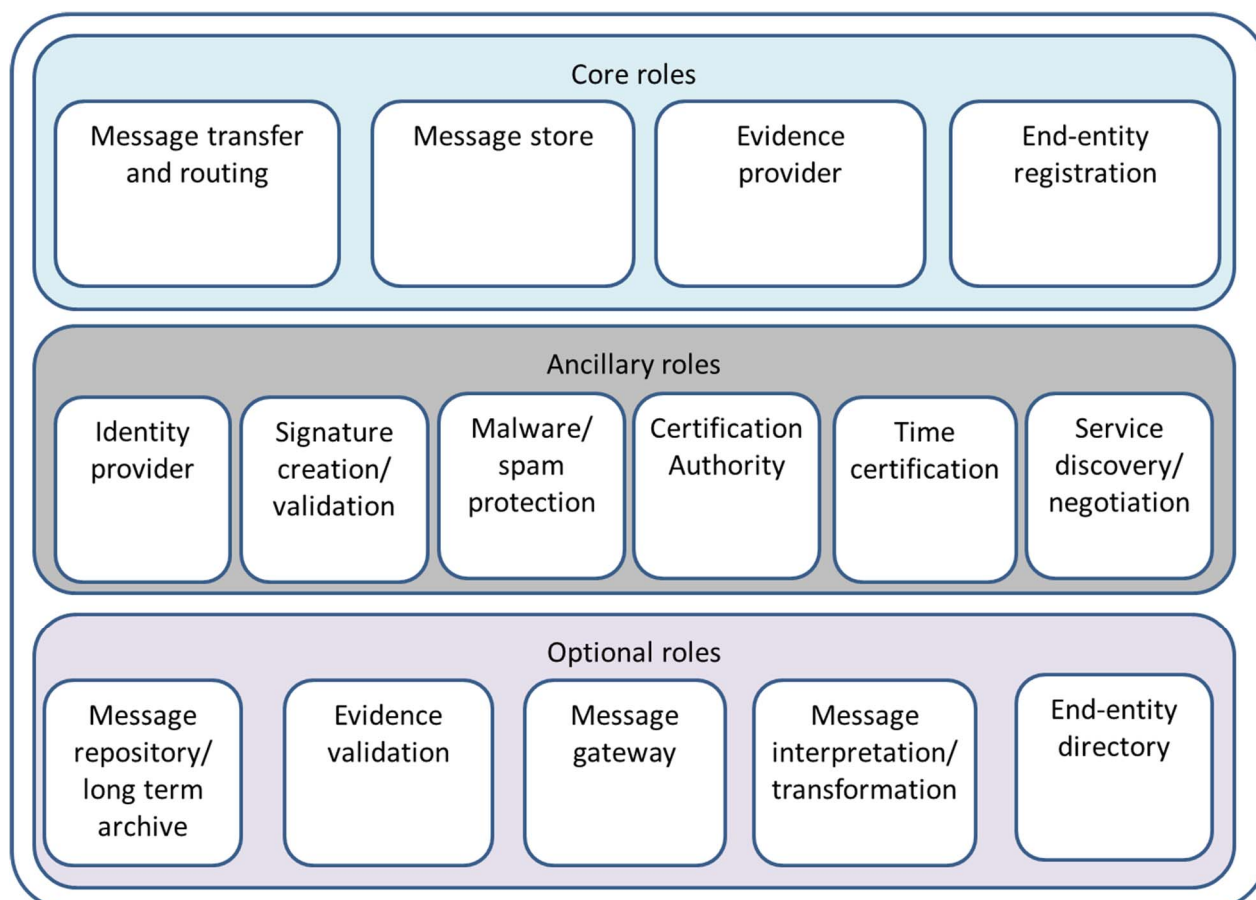 Core roles
Message transfer
and routing
Message store
Evidence
provider
End-entity
registration
Ancillary roles
Identity
provider
Signature
creation/
validation
Malware/
spam
protection
Certification
Authority
Time
certification
Service
discovery/
negotiation
Optional roles
Message
repository/
long term
archive
Evidence
validation
Message
gateway
Message
interpretation/
transformation
End-entity
directory